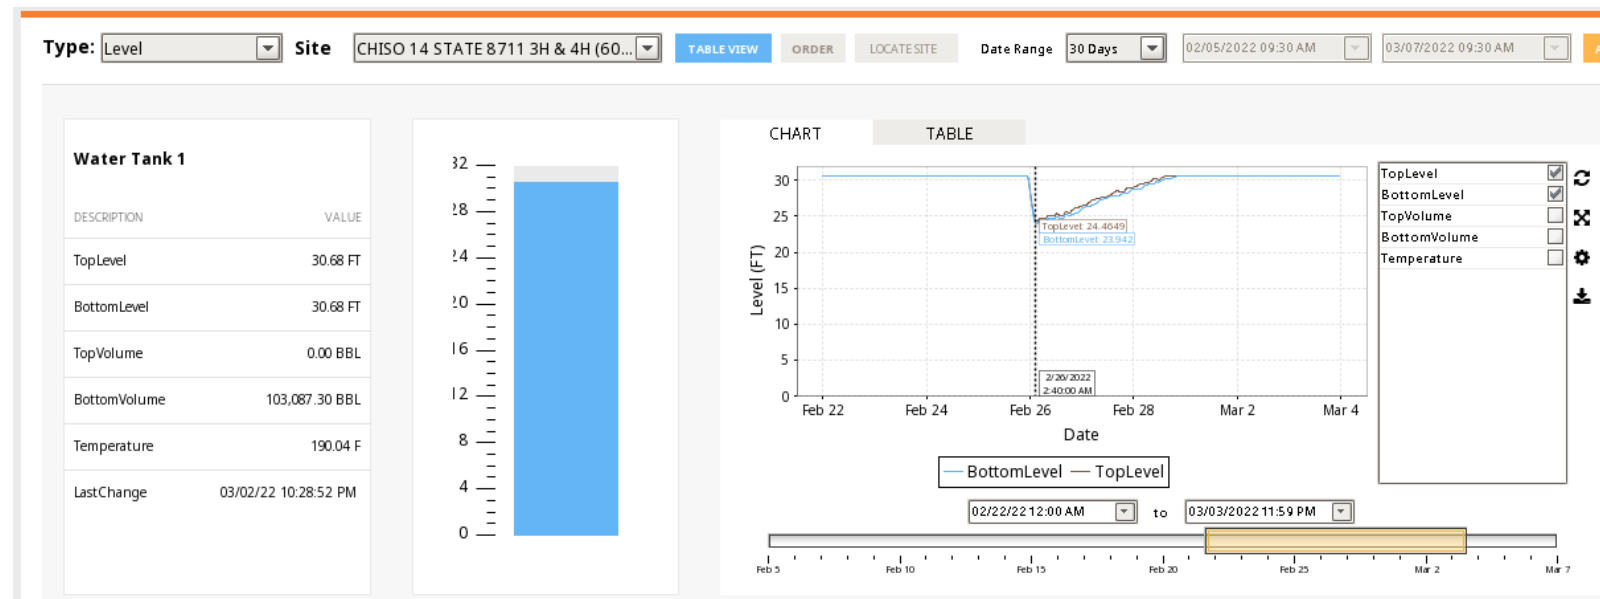 Type: Level Site CHISO 14 STATE 8711 3H & 4H (60... TABLE VIEW ORDER LOCATE SITE Date Range 30 Days 02/05/2022 09:30 AM 03/07/2022 09:30 AM
Water Tank 1
DESCRIPTION VALUE
TopLevel 30.68 FT
BottomLevel 30.68 FT
TopVolume 0.00 BBL
BottomVolume 103,087.30 BBL
Temperature 190.04 F
LastChange 03/02/22 10:28:52 PM
32
28
24
20
16
12
8
4
0
CHART TABLE
Level (FT)
30
25
20
15
10
5
0
TopLevel: 24.4649
BottomLevel: 23.942
2/26/2022
2:40:00 AM
Feb 22 Feb 24 Feb 26 Feb 28 Mar 2 Mar 4
Date
BottomLevel TopLevel
TopLevel
BottomLevel
TopVolume
BottomVolume
Temperature
02/22/22 12:00 AM to 03/03/2022 11:59 PM
Feb 5 Feb 10 Feb 15 Feb 20 Feb 25 Mar 2 Mar 7